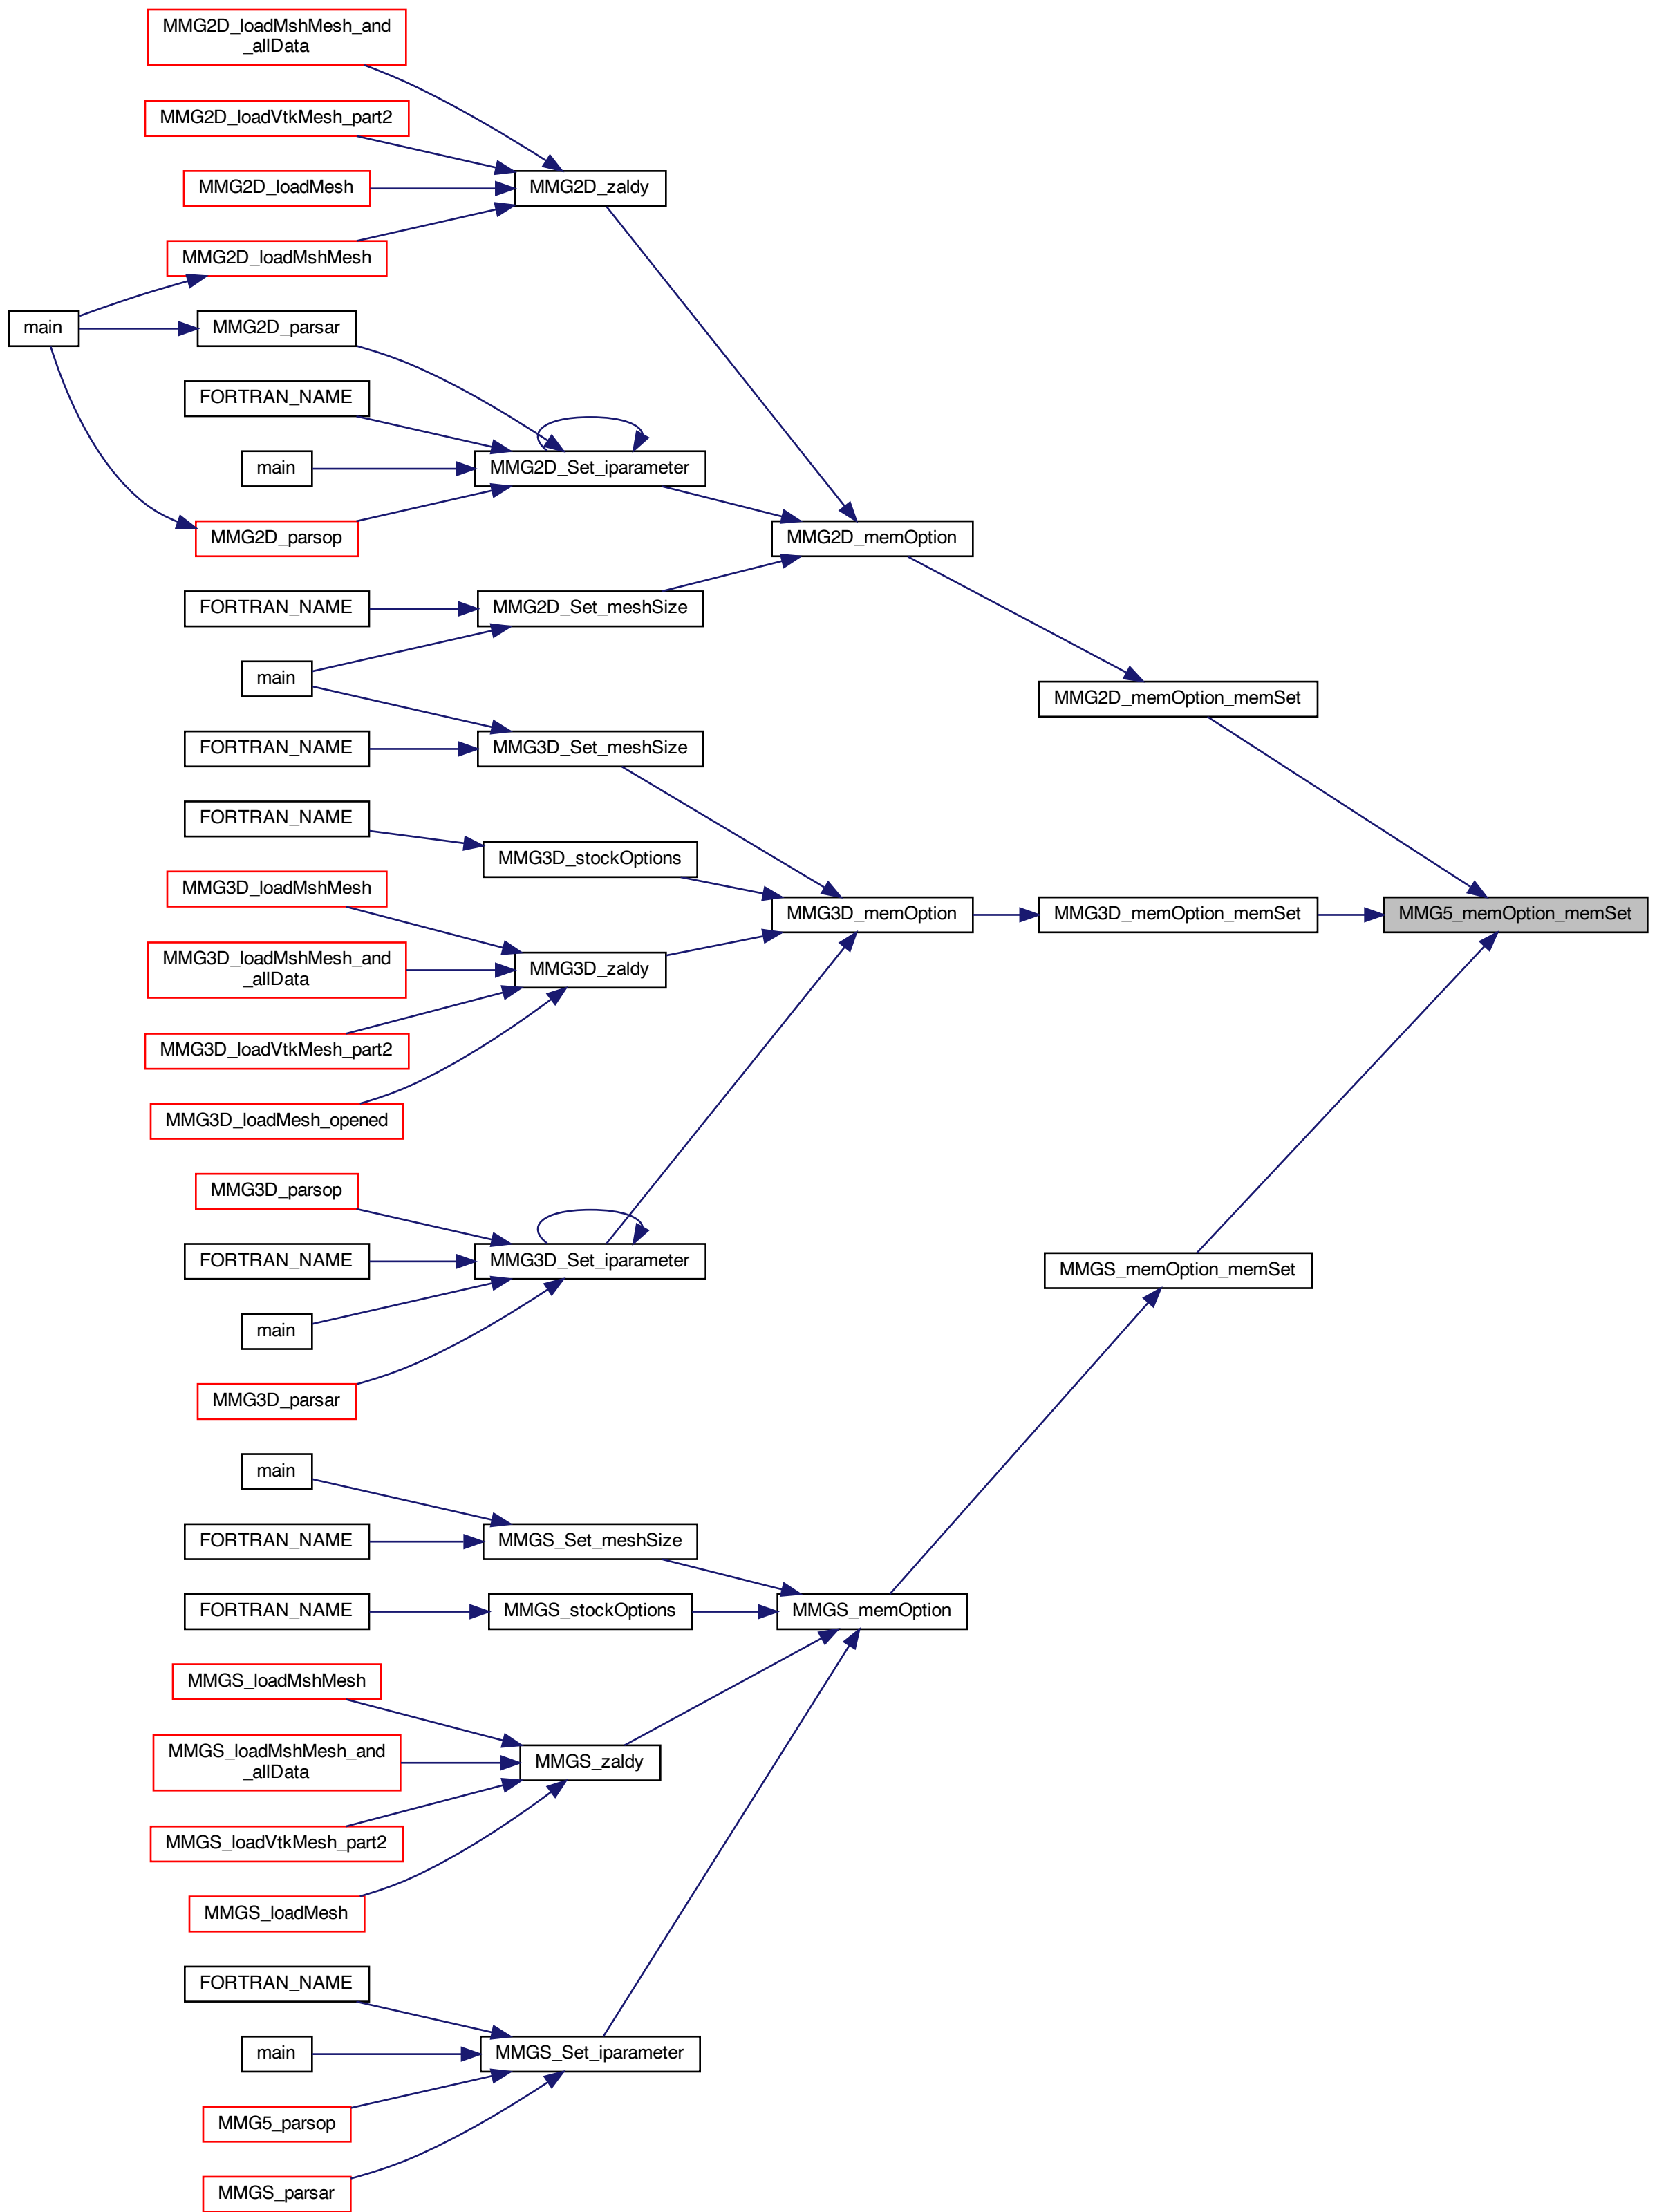 MMG2D_loadMshMesh_and
_allData
MMG2D_loadVtkMesh_part2
MMG2D_loadMesh
MMG2D_zaldy
MMG2D_loadMshMesh
main
MMG2D_parsar
FORTRAN_NAME
main
MMG2D_Set_iparameter
MMG2D_parsop
MMG2D_memOption
FORTRAN_NAME
MMG2D_Set_meshSize
main
MMG2D_memOption_memSet
FORTRAN_NAME
MMG3D_Set_meshSize
FORTRAN_NAME
MMG3D_stockOptions
MMG3D_loadMshMesh
MMG3D_memOption
MMG3D_memOption_memSet
MMG5_memOption_memSet
MMG3D_loadMshMesh_and
_allData
MMG3D_zaldy
MMG3D_loadVtkMesh_part2
MMG3D_loadMesh_opened
MMG3D_parsop
FORTRAN_NAME
MMG3D_Set_iparameter
MMGS_memOption_memSet
main
MMG3D_parsar
main
FORTRAN_NAME
MMGS_Set_meshSize
FORTRAN_NAME
MMGS_stockOptions
MMGS_memOption
MMGS_loadMshMesh
MMGS_loadMshMesh_and
_allData
MMGS_zaldy
MMGS_loadVtkMesh_part2
MMGS_loadMesh
FORTRAN_NAME
main
MMGS_Set_iparameter
MMG5_parsop
MMGS_parsar